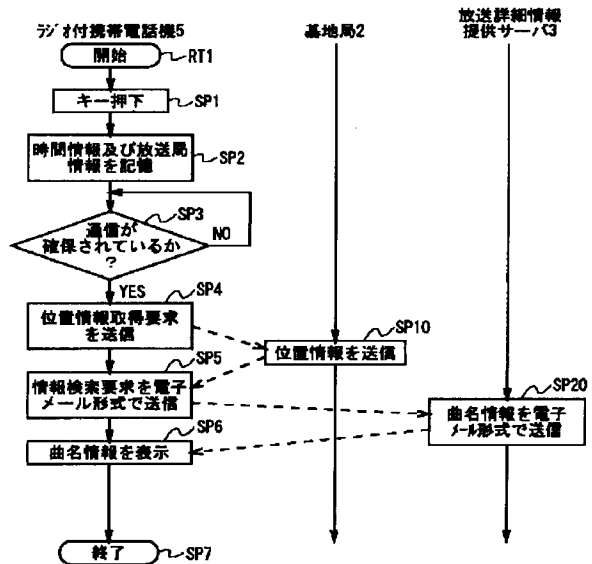 ラジオ付携帯電話機5
基地局2
放送詳細情報
提供サーバ3
開始
RT1
キー押下
SP1
時間情報及び放送局
情報を記憶
SP2
通信が
確保されているか
?
SP3
NO
YES
SP4
位置情報取得要求
を送信
SP10
位置情報を送信
SP5
情報検索要求を電子
メール形式で送信
SP20
曲名情報を電子
メール形式で送信
SP6
曲名情報を表示
終了
SP7